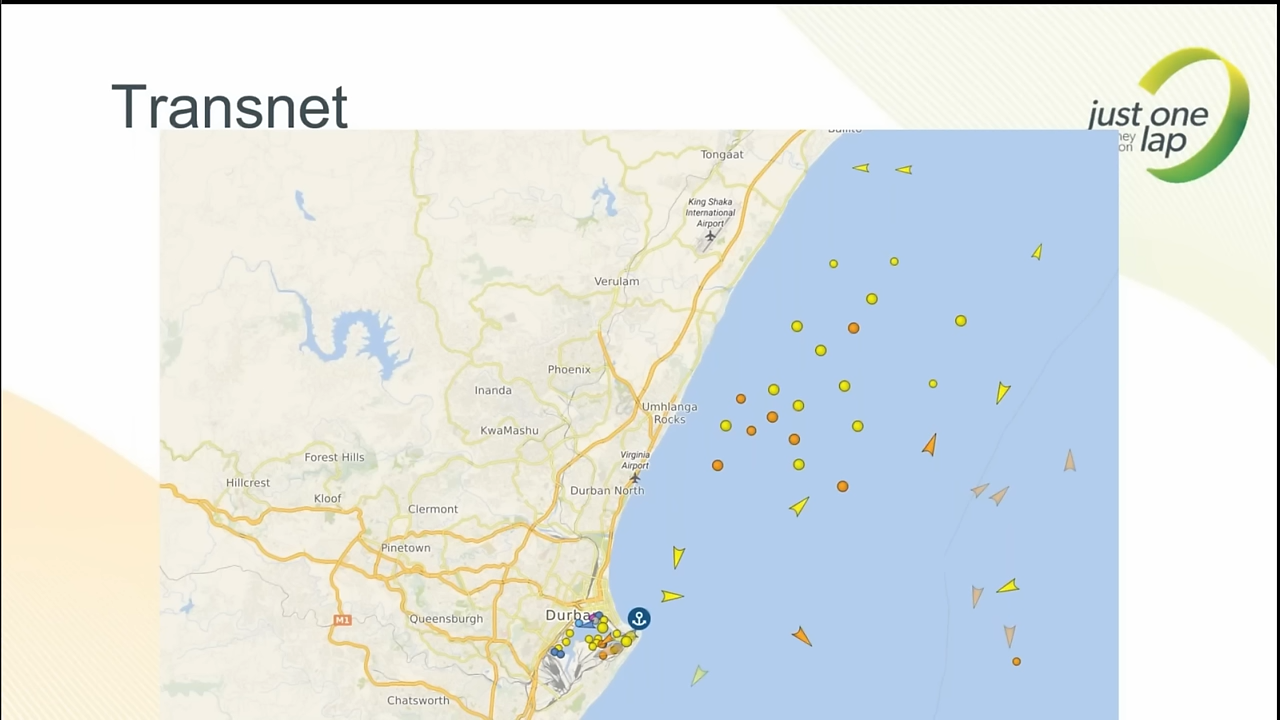 Transnet
just one
lap
Tongaat
King Shaka
International
Airport
Verulam
Phoenix
Inanda
Umhlanga
Rocks
KwaMashu
Virginia
Airport
Forest Hills
Hillcrest
Durban North
Kloof
Clermont
Pinetown
M1
Queensburgh
Chatsworth